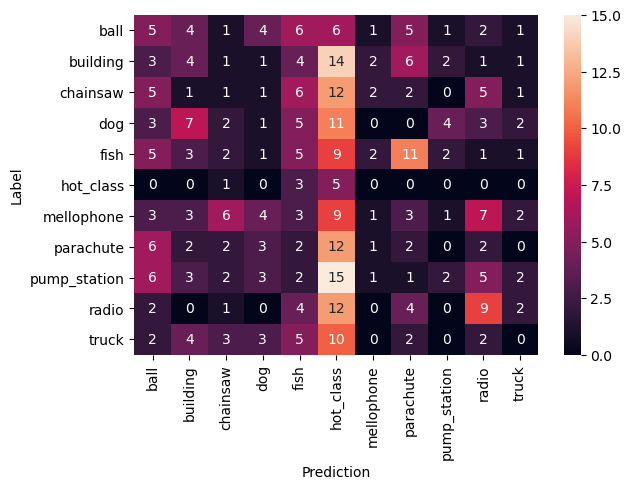 ball 5 4 1 4 6 6 1 5 1 2 1
building 3 4 1 1 4 14 2 6 2 1 1
chainsaw 5 1 1 1 6 12 2 2 0 5 1
dog 3 7 2 1 5 11 0 0 4 3 2
fish 5 3 2 1 5 9 2 11 2 1 1
hot_class 0 0 1 0 3 5 0 0 0 0 0
mellophone 3 3 6 4 3 9 1 3 1 7 2
parachute 6 2 2 3 2 12 1 2 0 2 0
pump_station 6 3 2 3 2 15 1 1 2 5 2
radio 2 0 1 0 4 12 0 4 0 9 2
truck 2 4 3 3 5 10 0 2 0 2 0
Label
ball building chainsaw dog fish hot_class mellophone parachute pump_station radio truck
Prediction
15.0
12.5
10.0
7.5
5.0
2.5
0.0